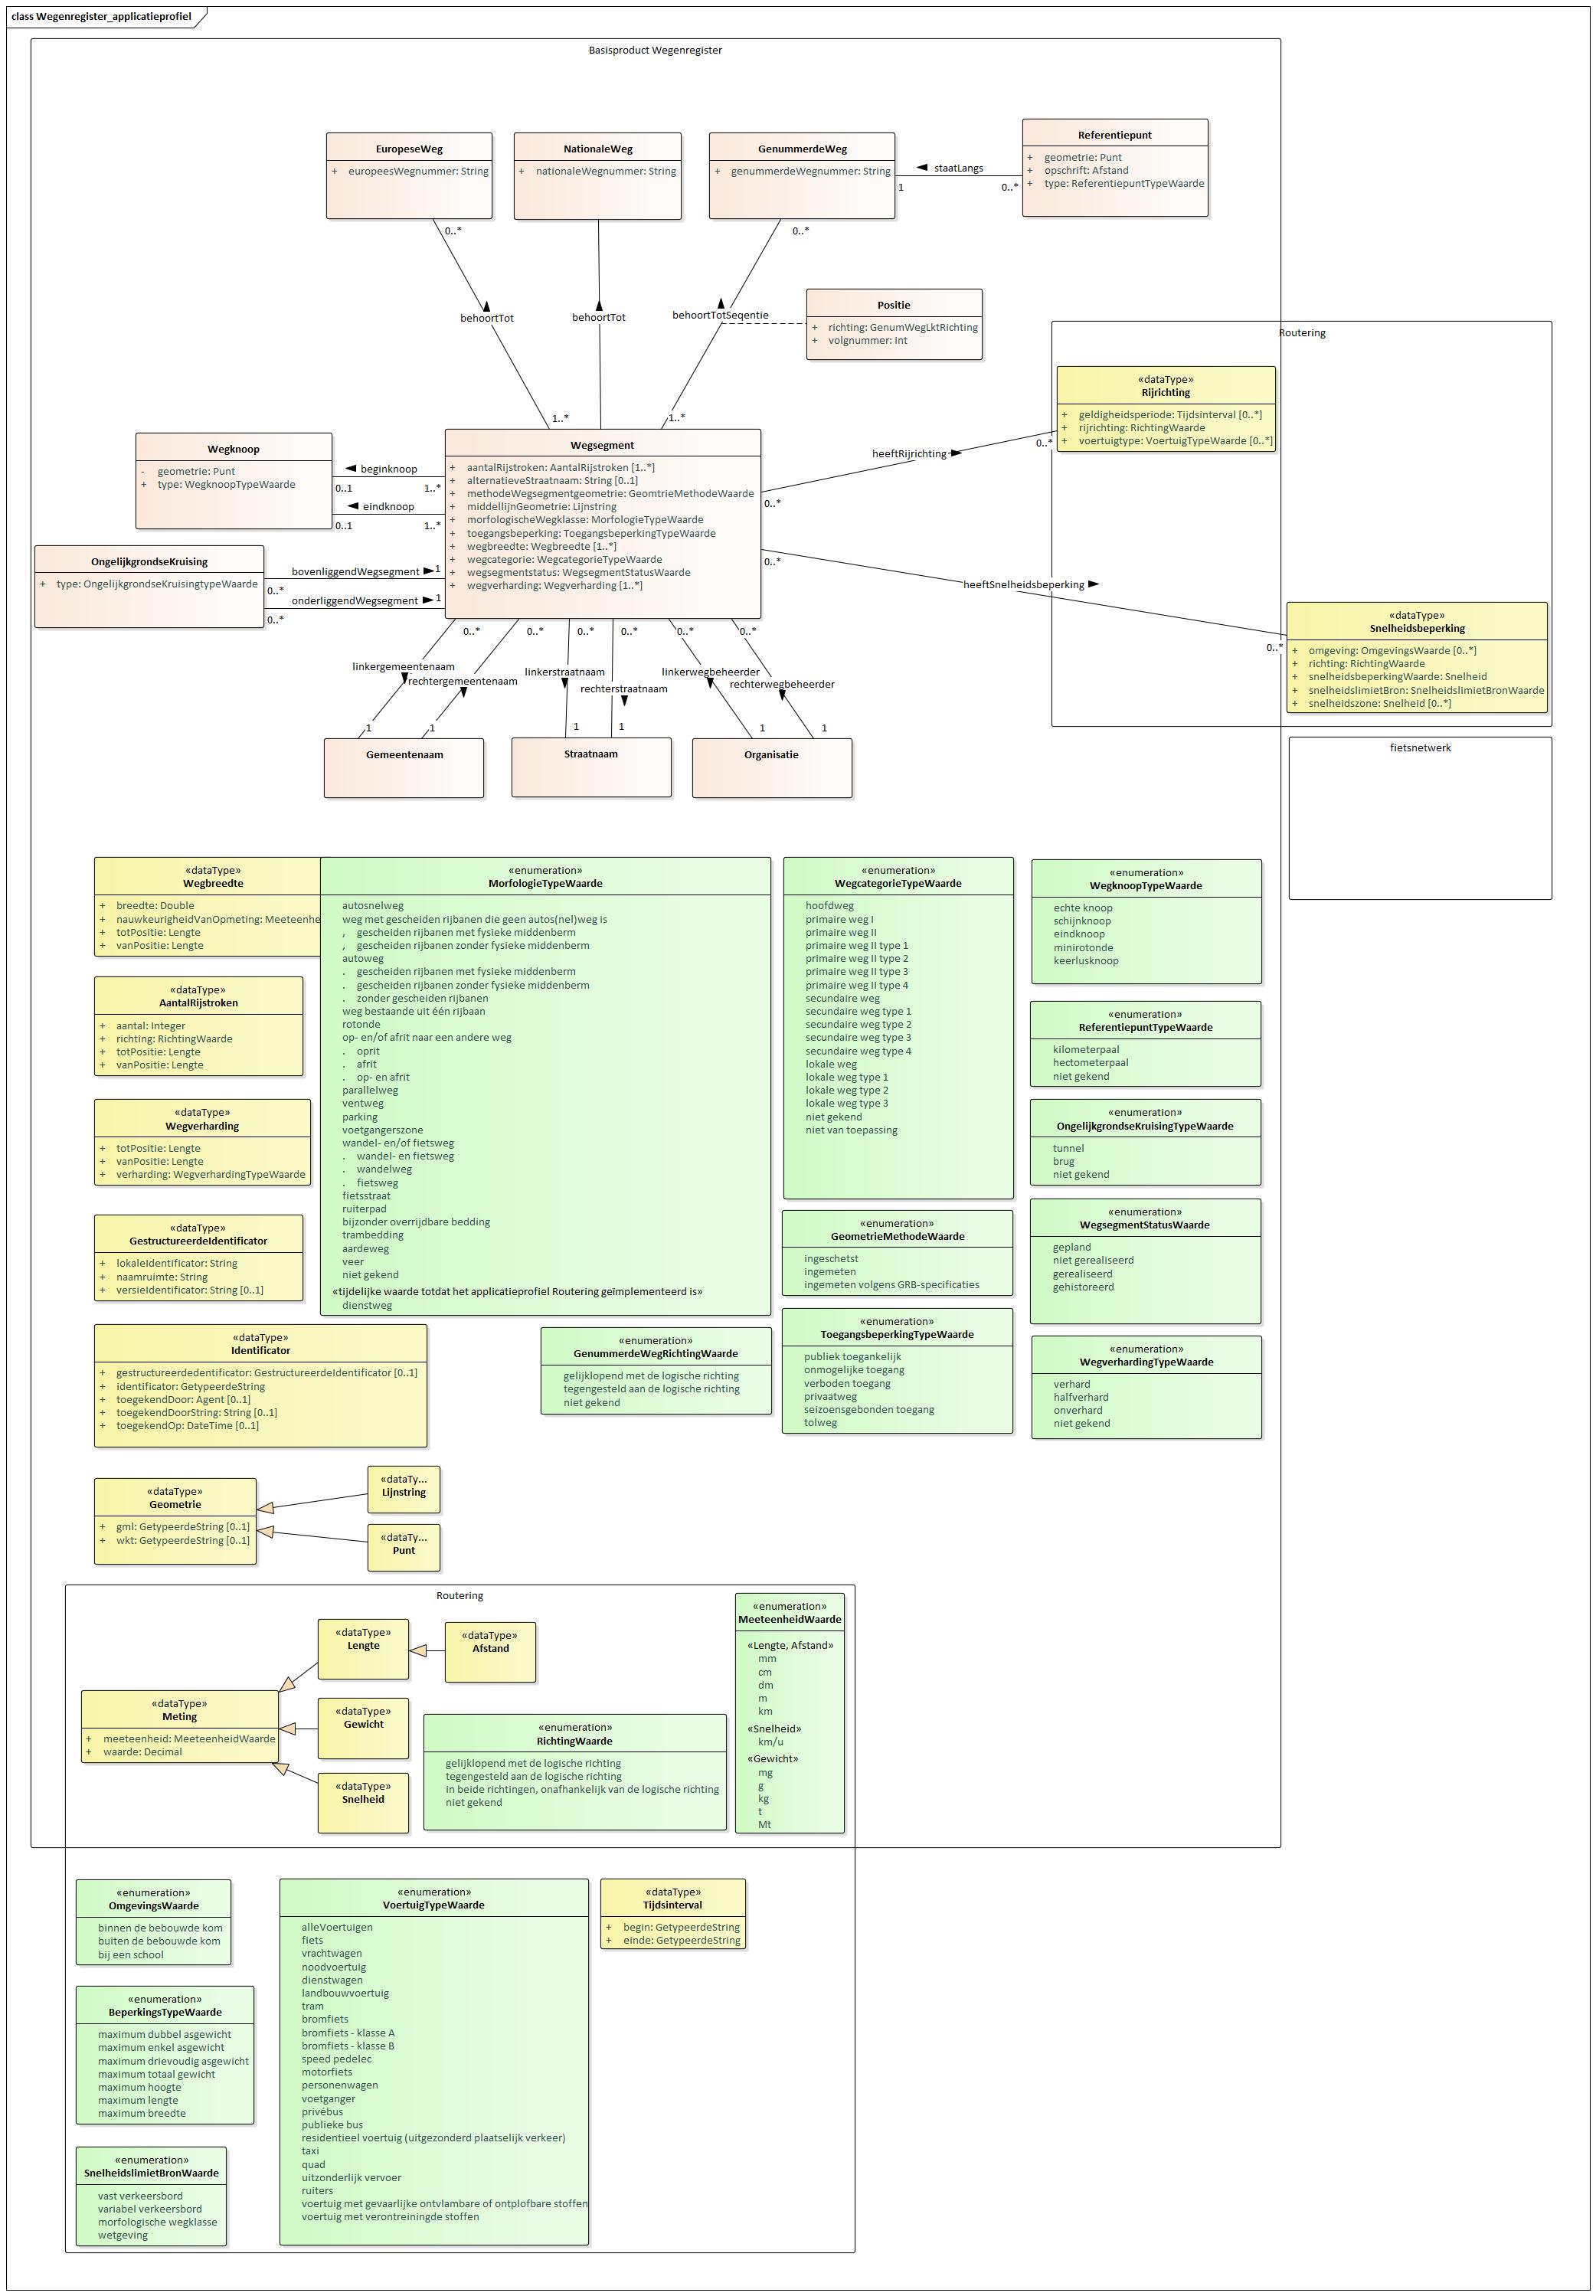 class Wegenregister_applicatieprofiel
Basisproduct Wegenregister
EuropeseWeg
+ europeesWegnummer: String
NationaleWeg
+ nationaleWegnummer: String
GenummerdeWeg
+ genummerdeWegnummer: String
Referentiepunt
+ geometrie: Punt
+ opschrift: Afstand
+ type: ReferentiepuntTypeWaarde
staatLangs
1
0..*
0..*
0..*
behoortTot
behoortTot
behoortTotSeqentie
Positie
+ richting: GenumWegLktRichting
+ volgnummer: int
1..*
1..*
Routering
«dataType»
Rijrichting
+ geldigheidsperiode: Tijdsinterval [0..*]
+ rijrichting: RichtingWaarde
+ voertuigtype: VoertuigTypeWaarde [0..*]
Wegknoop
- geometrie: Punt
+ type: WegknoopTypeWaarde
beginknoop
0..1
1..*
eindknoop
0..1
1..*
Wegsegment
+ aantalRijstroken: AantalRijstroken [1..*]
+ alternatieveStraatnaam: String [0..1]
+ methodeWegsegmentgeometrie: GeomtrieMethodeWaarde
+ middellijnGeometrie: Lijnstring
+ morfologischeWegklasse: MorfologieTypeWaarde
+ toegangsbeperking: ToegangsbeperkingTypeWaarde
+ wegbreedte: Wegbreedte [1..*]
+ wegcategorie: WegcategorieTypeWaarde
+ wegsegmentstatus: WegsegmentStatusWaarde
+ wegverharding: Wegverharding [1..*]
heeftRijrichting
0..*
0..*
heeftSnelheidsbeperking
0..*
0..*
OngelijkgrondseKruising
+ type: OngelijkgrondseKruisingtypeWaarde
bovenliggendWegsegment
1
0..*
onderliggendWegsegment
1
0..*
«dataType»
Snelheidsbeperking
+ omgeving: OmgevingsWaarde [0..*]
+ richting: RichtingWaarde
+ snelheidsbeperkingWaarde: Snelheid
+ snelheidslimietBron: SnelheidslimietBronWaarde
+ snelheidszone: Snelheid [0..*]
0..*
0..*
0..*
0..*
0..*
0..*
linkergemeentenaam
rechtergemeentenaam
linkerstraatnaam
rechterstraatnaam
linkerwegbeheerder
rechterwegbeheerder
1
1
1
1
1
1
Gemeentenaam
Straatnaam
Organisatie
fietsnetwerk
«dataType»
Wegbreedte
+ breedte: Double
+ nauwkeurigheidVanOpmeting: Meeteenhe
+ totPositie: Lengte
+ vanPositie: Lengte
«dataType»
AantalRijstroken
+ aantal: Integer
+ richting: RichtingWaarde
+ totPositie: Lengte
+ vanPositie: Lengte
«dataType»
Wegverharding
+ totPositie: Lengte
+ vanPositie: Lengte
+ verharding: WegverhardingTypeWaarde
«dataType»
GestructureerdeIdentificator
+ lokaleIdentificator: String
+ naamruimte: String
+ versieIdentificator: String [0..1]
«enumeration»
MorfologieTypeWaarde
autosnelweg
weg met gescheiden rijbanen die geen autos(nel)weg is
, gescheiden rijbanen met fysieke middenberm
, gescheiden rijbanen zonder fysieke middenberm
autoweg
. gescheiden rijbanen met fysieke middenberm
. gescheiden rijbanen zonder fysieke middenberm
. zonder gescheiden rijbanen
weg bestaande uit één rijbaan
rotonde
op- en/of afrit naar een andere weg
. oprit
. afrit
. op- en afrit
parallelweg
ventweg
parking
voetgangerszone
wandel- en/of fietsweg
. wandel- en fietsweg
. wandelweg
. fietsweg
fietsstraat
ruiterpad
bijzonder overrijdbare bedding
trambedding
aardeweg
veer
niet gekend
«tijdelijke waarde totdat het applicatieprofiel Routering geïmplementeerd is»
dienstweg
«enumeration»
WegcategorieTypeWaarde
hoofdweg
primaire weg I
primaire weg II
primaire weg II type 1
primaire weg II type 2
primaire weg II type 3
primaire weg II type 4
secundaire weg
secundaire weg type 1
secundaire weg type 2
secundaire weg type 3
secundaire weg type 4
lokale weg
lokale weg type 1
lokale weg type 2
lokale weg type 3
niet gekend
niet van toepassing
«enumeration»
WegknoopTypeWaarde
echte knoop
schijnknoop
eindknoop
minirotonde
keerlusknoop
«enumeration»
ReferentiepuntTypeWaarde
kilometerpaal
hectometerpaal
niet gekend
«enumeration»
OngelijkgrondseKruisingTypeWaarde
tunnel
brug
niet gekend
«enumeration»
GeometrieMethodeWaarde
ingeschetst
ingemeten
ingemeten volgens GRB-specificaties
«enumeration»
WegsegmentStatusWaarde
gepland
niet gerealiseerd
gerealiseerd
gehistoreerd
«dataType»
Identificator
+ gestructureerdedentificator: GestructureerdeIdentificator [0..1]
+ identificator: GetypeerdeString
+ toegekendDoor: Agent [0..1]
+ toegekendDoorString: String [0..1]
+ toegekendOp: DateTime [0..1]
«enumeration»
GenummerdeWegRichtingWaarde
gelijklopend met de logische richting
tegengesteld aan de logische richting
niet gekend
«enumeration»
ToegangsbeperkingTypeWaarde
publiek toegankelijk
onmogelijke toegang
verboden toegang
privaatweg
seizoensgebonden toegang
tolweg
«enumeration»
WegverhardingTypeWaarde
verhard
halfverhard
onverhard
niet gekend
«dataType»
Geometrie
+ gml: GetypeerdeString [0..1]
+ wkt: GetypeerdeString [0..1]
«dataTy...
Lijnstring
«dataTy...
Punt
Routering
«dataType»
Lengte
«dataType»
Afstand
«dataType»
Meting
+ meeteenheid: MeeteenheidWaarde
+ waarde: Decimal
«dataType»
Gewicht
«dataType»
Snelheid
«enumeration»
RichtingWaarde
gelijklopend met de logische richting
tegengesteld aan de logische richting
in beide richtingen, onafhankelijk van de logische richting
niet gekend
«enumeration»
MeeteenheidWaarde
«Lengte, Afstand»
mm
cm
dm
m
km
«Snelheid»
km/u
«Gewicht»
mg
g
kg
t
Mt
«enumeration»
OmgevingsWaarde
binnen de bebouwde kom
buiten de bebouwde kom
bij een school
«enumeration»
BeperkingsTypeWaarde
maximum dubbel asgewicht
maximum enkel asgewicht
maximum drievoudig asgewicht
maximum totaal gewicht
maximum hoogte
maximum lengte
maximum breedte
«enumeration»
SnelheidslimietBronWaarde
vast verkeersbord
variabel verkeersbord
morfologische wegklasse
wetgeving
«enumeration»
VoertuigTypeWaarde
alleVoertuigen
fiets
vrachtwagen
noodvoertuig
dienstwagen
landbouwvoertuig
tram
bromfiets
bromfiets - klasse A
bromfiets - klasse B
speed pedelec
motorfiets
personenwagen
voetganger
privébus
publieke bus
residentieel voertuig (uitgezonderd plaatselijk verkeer)
taxi
quad
uitzonderlijk vervoer
ruiters
voertuig met gevaarlijke ontvlambare of ontplofbare stoffen
voertuig met verontreiningde stoffen
«dataType»
Tijdsinterval
+ begin: GetypeerdeString
+ einde: GetypeerdeString